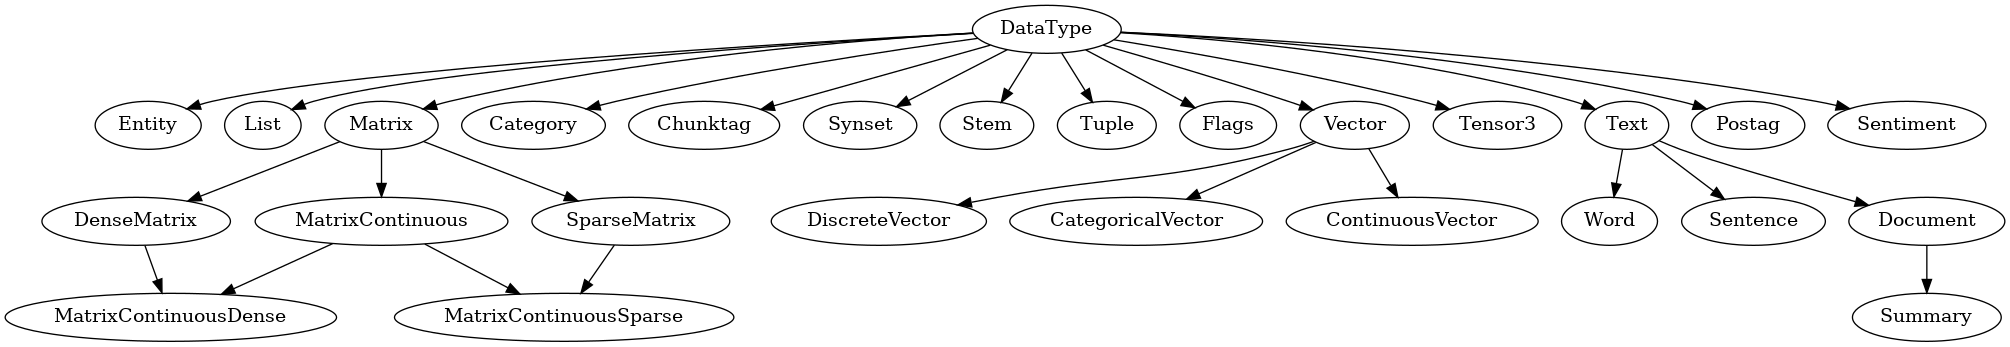 DataType
Entity
List
Matrix
Category
Chunktag
Synset
Stem
Tuple
Flags
Vector
Tensor3
Text
Postag
Sentiment
DenseMatrix
MatrixContinuous
SparseMatrix
DiscreteVector
CategoricalVector
ContinuousVector
Word
Sentence
Document
MatrixContinuousDense
MatrixContinuousSparse
Summary